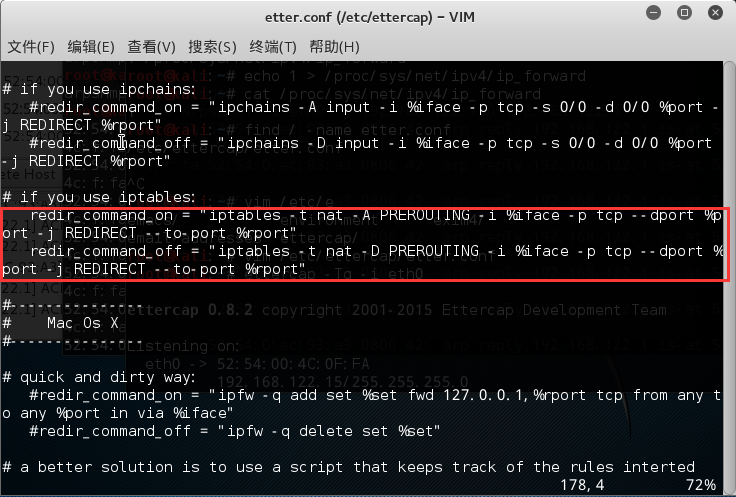 etter.conf (/etc/ettercap) – VIM
文件(F) 编辑(E) 查看(V) 搜索(S) 终端(T) 帮助(H)
# if you use ipchains:
#redir_command_on = "ipchains -A input -i %iface -p tcp -s 0/0 -d 0/0 %port -
j REDIRECT %rport"
#redir_command_off = "ipchains -D input -i %iface -p tcp -s 0/0 -d 0/0 %port
-j REDIRECT %rport"
# if you use iptables:
redir_command_on = "iptables -t nat -A PREROUTING -i %iface -p tcp --dport %p
ort -j REDIRECT --to-port %rport"
redir_command_off = "iptables -t nat -D PREROUTING -i %iface -p tcp --dport %
port -j REDIRECT --to-port %rport"
#---------------
#    Mac Os X
#---------------
# quick and dirty way:
#redir_command_on = "ipfw -q add set %set fwd 127.0.0.1,%rport tcp from any t
o any %port in via %iface"
#redir_command_off = "ipfw -q delete set %set"
# a better solution is to use a script that keeps track of the rules interted
178,4 72%